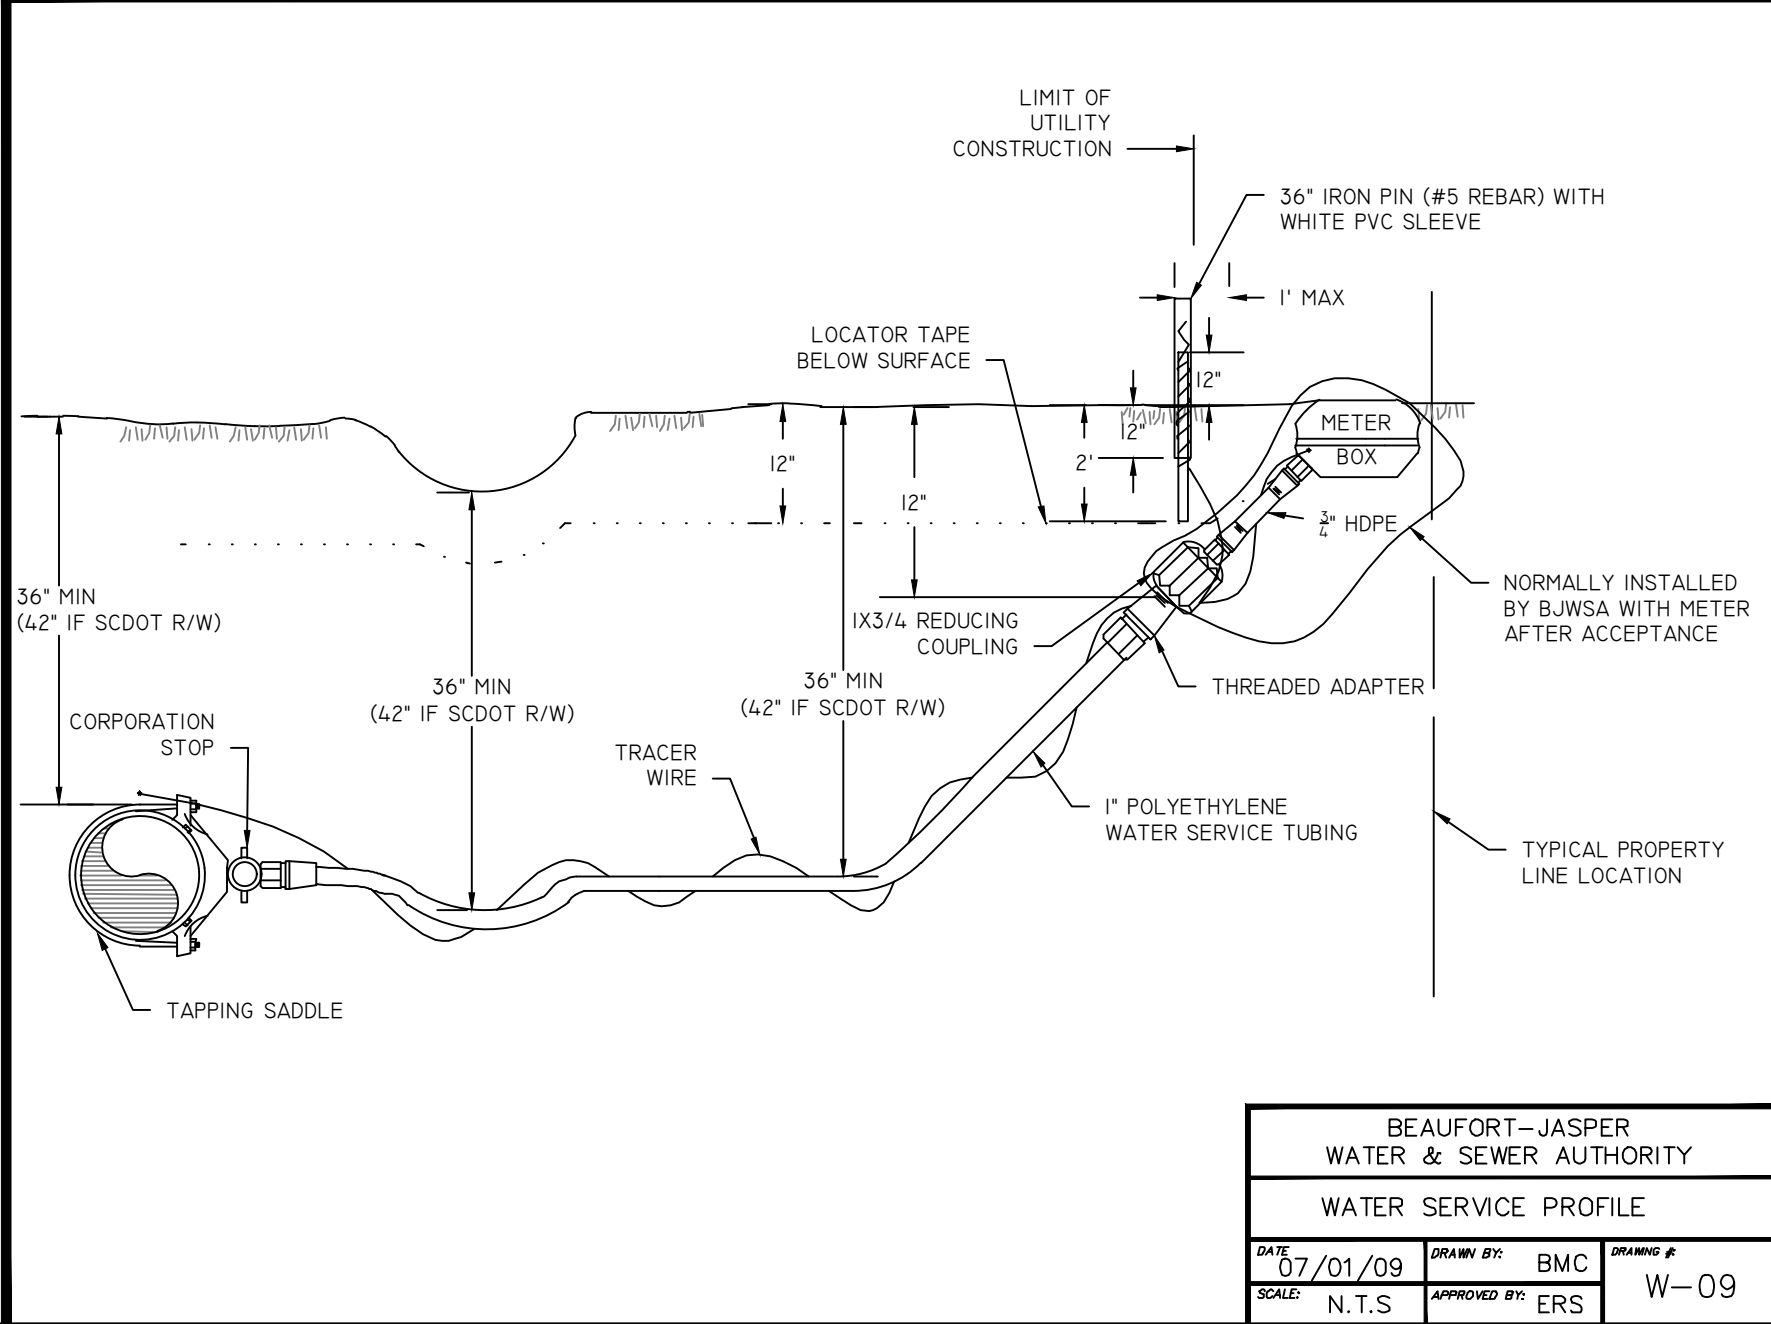 LIMIT OF
UTILITY
CONSTRUCTION
36" IRON PIN (#5 REBAR) WITH
WHITE PVC SLEEVE
1' MAX
LOCATOR TAPE
BELOW SURFACE
12"
12"
2'
12"
12"
METER
BOX
3/4" HDPE
36" MIN
(42" IF SCDOT R/W)
NORMALLY INSTALLED
BY BJWSA WITH METER
AFTER ACCEPTANCE
1X3/4 REDUCING
COUPLING
36" MIN
(42" IF SCDOT R/W)
36" MIN
(42" IF SCDOT R/W)
THREADED ADAPTER
CORPORATION
STOP
TRACER
WIRE
1" POLYETHYLENE
WATER SERVICE TUBING
TYPICAL PROPERTY
LINE LOCATION
TAPPING SADDLE
BEAUFORT-JASPER
WATER & SEWER AUTHORITY
WATER SERVICE PROFILE
DATE 07/01/09
DRAWN BY: BMC
DRAWING #:
W-09
SCALE: N.T.S
APPROVED BY: ERS